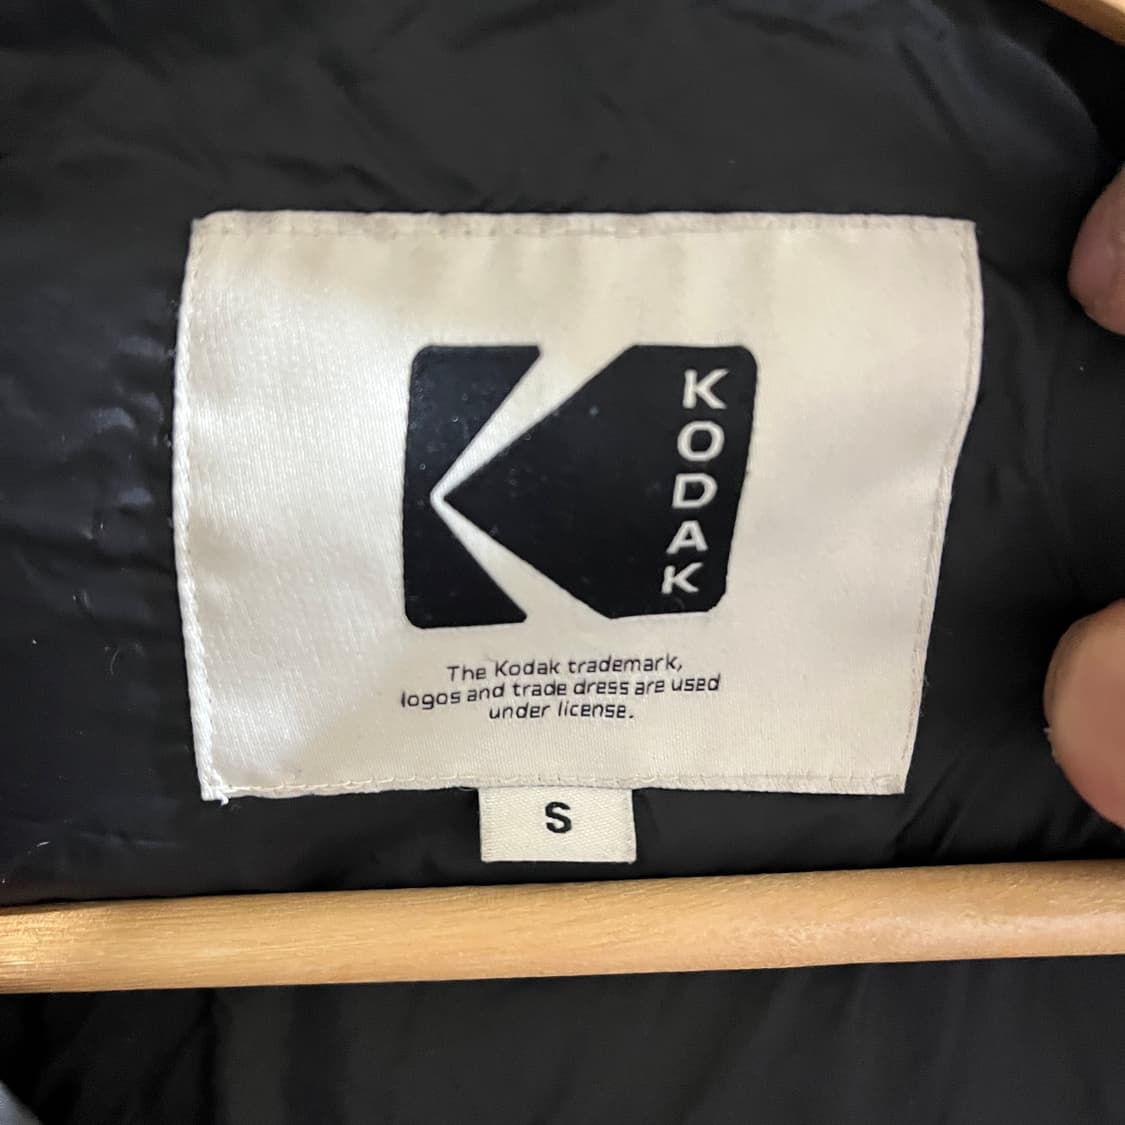 KODAK
The Kodak trademark,
logos and trade dress are used
under license.
S